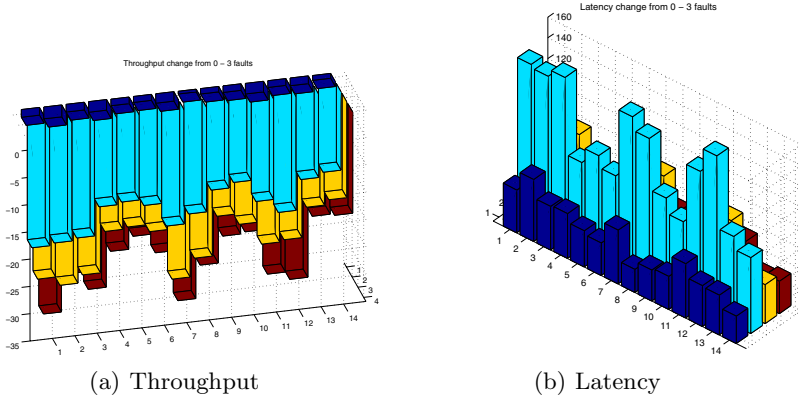 Throughput change from 0 − 3 faults
0
−5
−10
−15
−20
−25
−30
−35
1 2 3 4 5 6 7 8 9 10 11 12 13 14
1
2
3
4
(a) Throughput
Latency change from 0 − 3 faults
160
140
120
1
2
1 2 3 4 5 6 7 8 9 10 11 12 13 14
(b) Latency